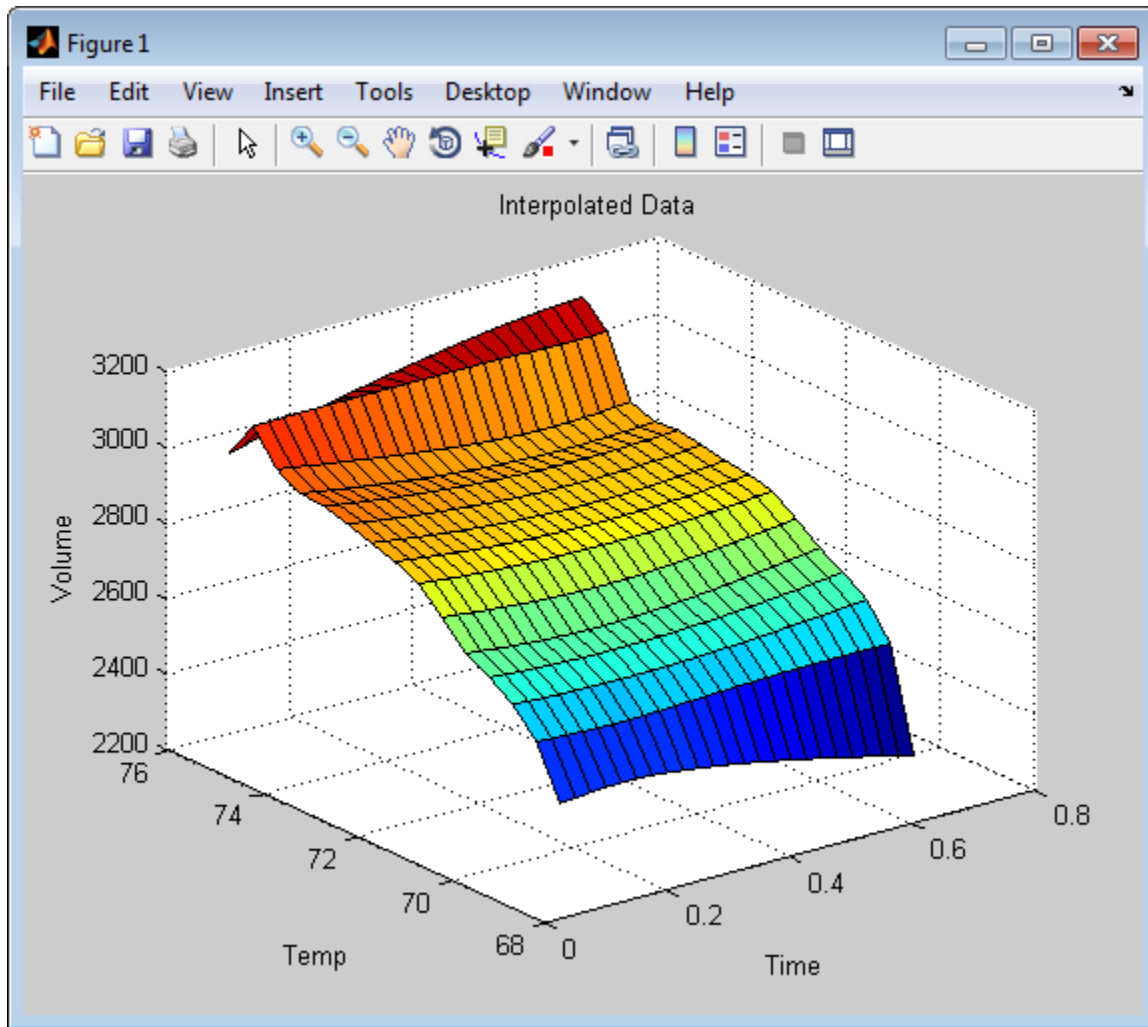 Figure 1
File Edit View Insert Tools Desktop Window Help
Interpolated Data
3200
3000
2800
2600
2400
2200
Volume
76
74
72
70
68
Temp
0
0.2
0.4
0.6
0.8
Time